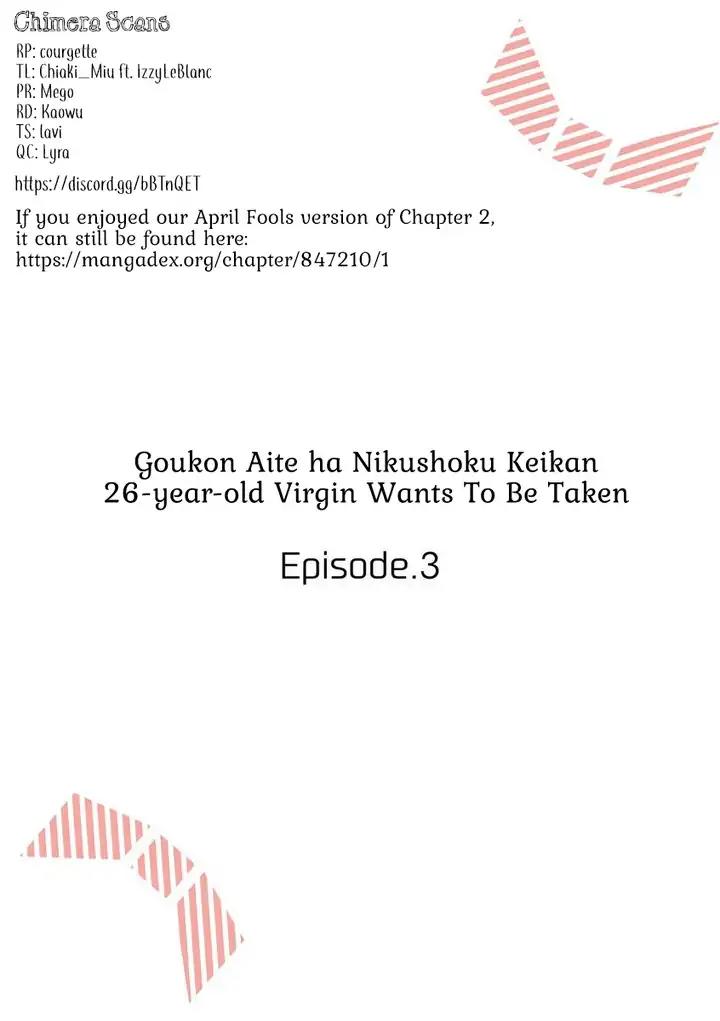 Chimera Scans
RP: courgette
TL: Chiaki_Miu ft. IzzyLeBlanc
PR: Mego
RD: Kaowu
TS: lavi
QC: Lyra
https://discord.gg/bBTnQET
If you enjoyed our April Fools version of Chapter 2,
it can still be found here:
https://mangadex.org/chapter/847210/1
Goukon Aite ha Nikushoku Keikan
26-year-old Virgin Wants To Be Taken
Episode.3